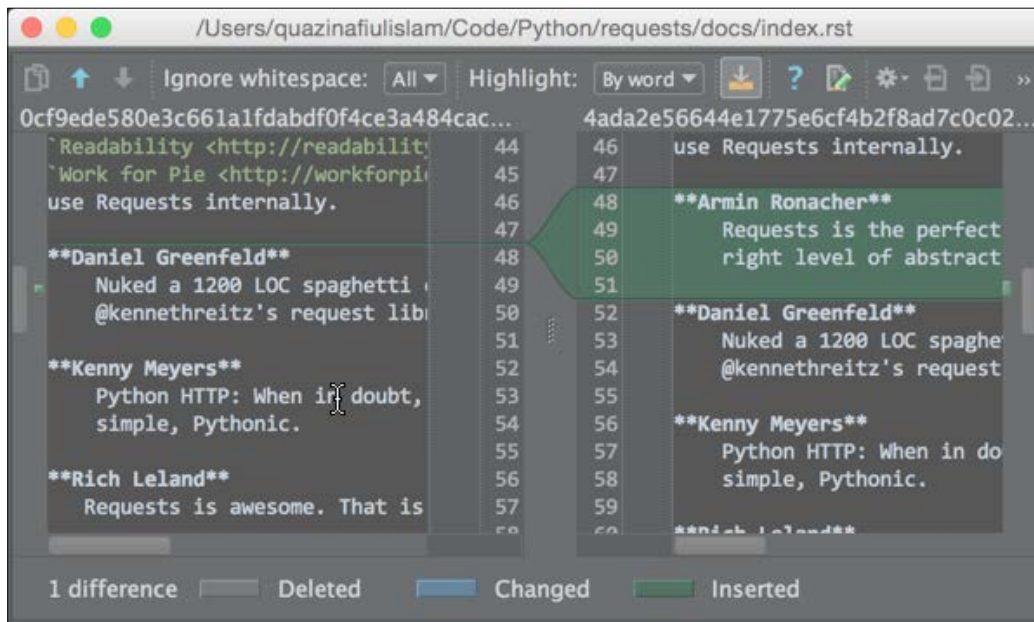 /Users/quazinafiulislam/Code/Python/requests/docs/index.rst
Ignore whitespace: All Highlight: By word ? »
0cf9ede580e3c661a1fdabdf0f4ce3a484cac... 4ada2e56644e1775e6cf4b2f8ad7c0c02...
`Readability <http://readability 44
`Work for Pie <http://workforpi 45
use Requests internally. 46
47
**Daniel Greenfeld** 48
Nuked a 1200 LOC spaghetti 49
@kennethreitz's request lib 50
51
**Kenny Meyers** 52
Python HTTP: When in doubt, 53
simple, Pythonic. 54
55
**Rich Leland** 56
Requests is awesome. That is 57
58
46 use Requests internally.
47
48 **Armin Ronacher**
49 Requests is the perfect
50 right level of abstract
51
52 **Daniel Greenfeld**
53 Nuked a 1200 LOC spaghe
54 @kennethreitz's request
55
56 **Kenny Meyers**
57 Python HTTP: When in do
58 simple, Pythonic.
59
60 **Rich Leland**
1 difference Deleted Changed Inserted